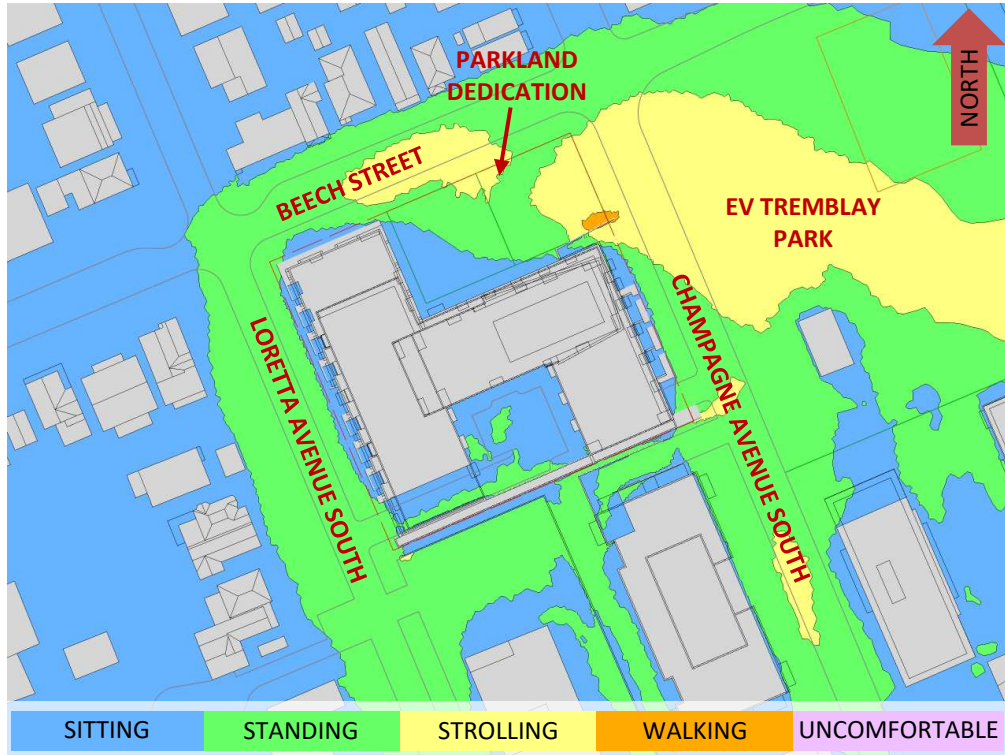 PARKLAND
DEDICATION
NORTH
BEECH STREET
EV TREMBLAY
PARK
LORETTA AVENUE SOUTH
CHAMPAGNE AVENUE SOUTH
SITTING
STANDING
STROLLING
WALKING
UNCOMFORTABLE